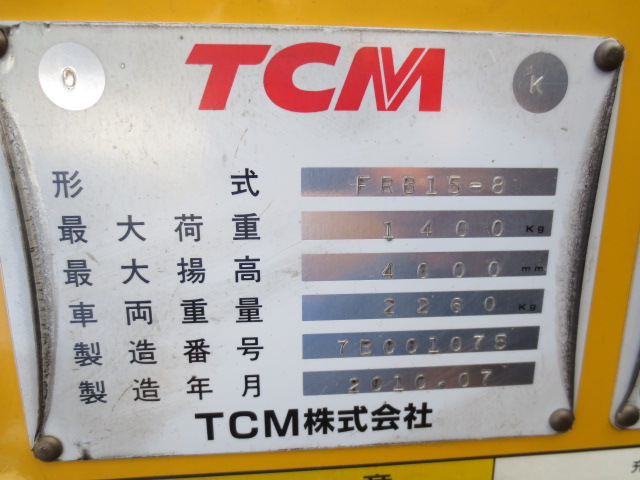 O TCM K
形式 FRB15-8
最大荷重 1400 Kg
最大揚高 4000 mm
車両重量 2260 Kg
製造番号 7B001075
製造年月 2010.07
TCM株式会社